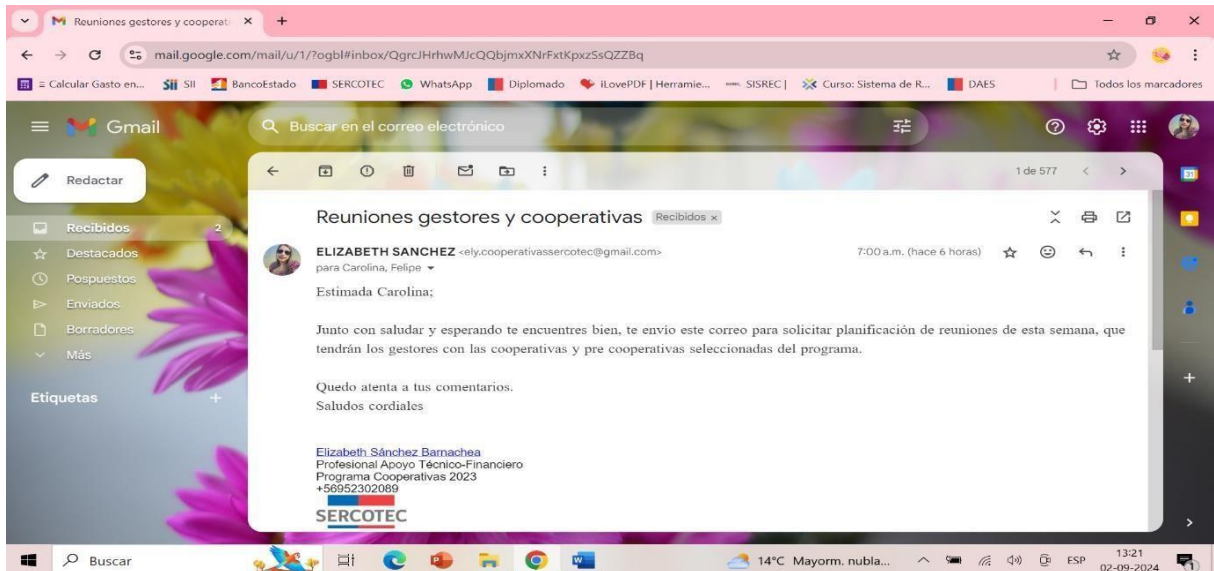 Reuniones gestores y cooperati
mail.google.com/mail/u/1/?ogbl#inbox/QgrcJHrhwMJcQQbjmxXNrFxtKpxzSsQZZBq
= Calcular Gasto en... SII SII BancoEstado SERCOTEC WhatsApp Diplomado iLovePDF | Herramie... SISREC | Curso: Sistema de R... DAES Todos los marcadores
Gmail
Buscar en el correo electrónico
Redactar
1 de 577
Recibidos 2
Destacados
Pospuestos
Enviados
Borradores
Más
Etiquetas
Reuniones gestores y cooperativas Recibidos x
ELIZABETH SANCHEZ <ely.cooperativassercotec@gmail.com> 7:00 a.m. (hace 6 horas)
para Carolina, Felipe
Estimada Carolina;
Junto con saludar y esperando te encuentres bien, te envío este correo para solicitar planificación de reuniones de esta semana, que
tendrán los gestores con las cooperativas y pre cooperativas seleccionadas del programa.
Quedo atenta a tus comentarios.
Saludos cordiales
Elizabeth Sánchez Barnachea
Profesional Apoyo Técnico-Financiero
Programa Cooperativas 2023
+56952302089
SERCOTEC
Buscar
14°C Mayorm. nubla... ESP 13:21
02-09-2024